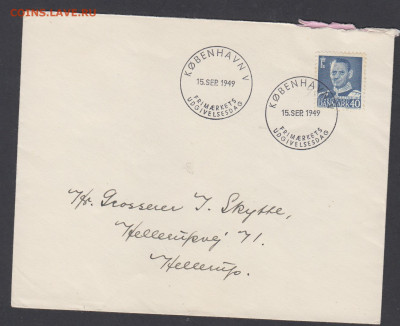 COINS.LAVE.RU
KØBENHAVN V
15.SEP. 1949
FRIMÆRKETS
UDGIVELSESDAG
KØBENHAVN
15.SEP. 1949
FRIMÆRKETS
UDGIVELSESDAG
DANMARK 40
Hr. Grosserer I. Skytte,
Hellerupvej 71.
Hellerup.